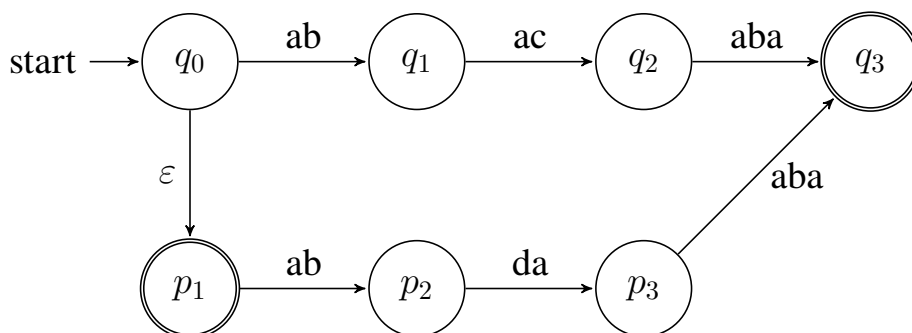 start q₀ ab q₁ ac q₂ aba q₃
ε aba
p₁ ab p₂ da p₃